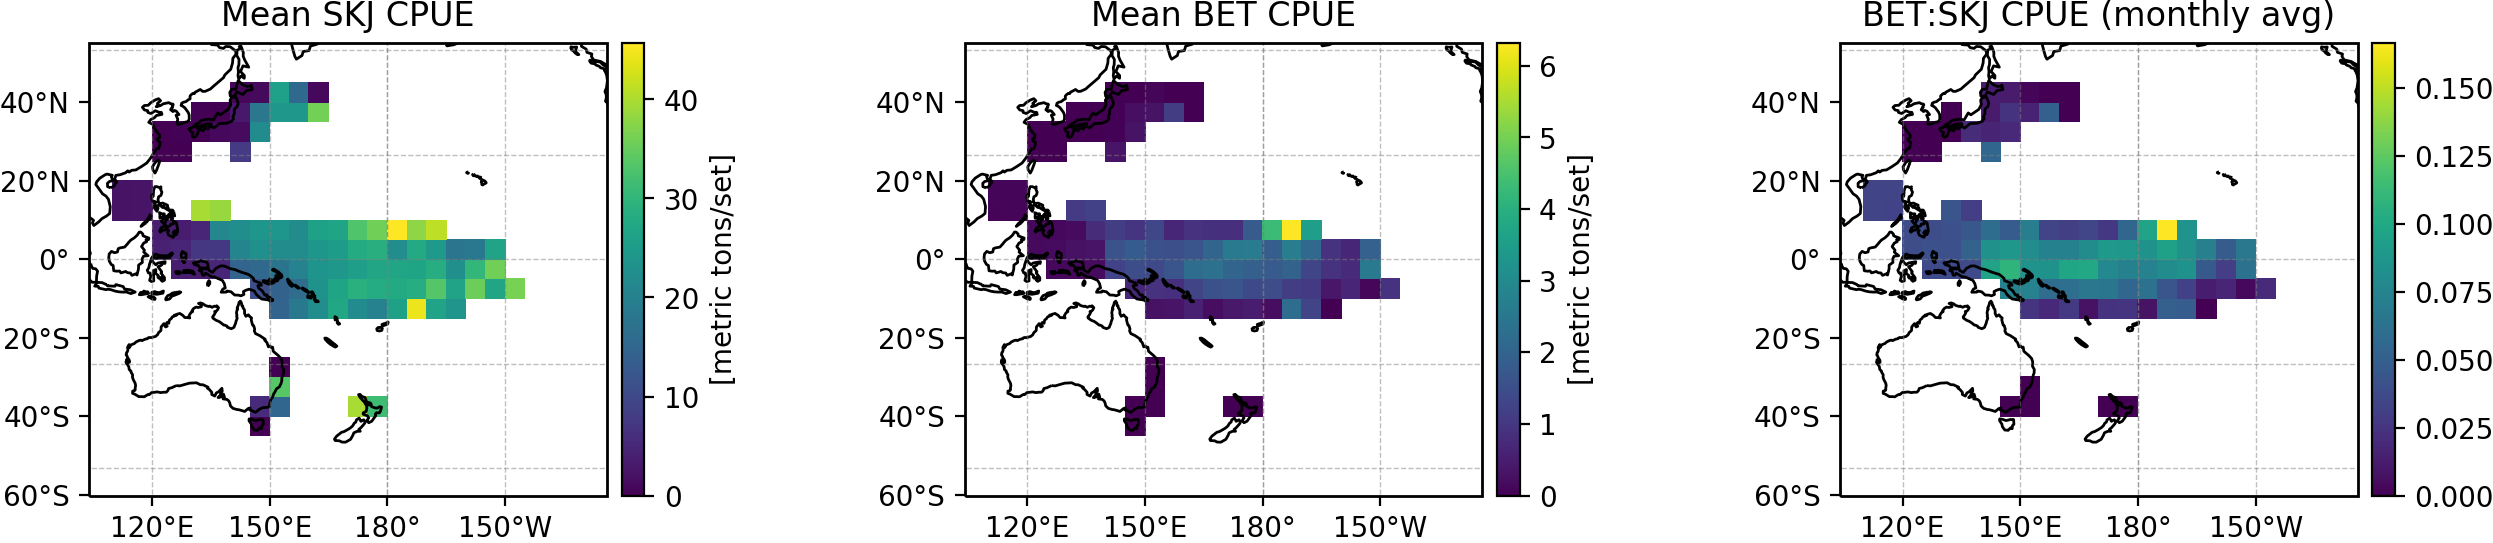 Mean SKJ CPUE
40°N
20°N
0°
20°S
40°S
60°S
120°E 150°E 180° 150°W
40
30
20
10
0
[metric tons/set]
Mean BET CPUE
40°N
20°N
0°
20°S
40°S
60°S
120°E 150°E 180° 150°W
6
5
4
3
2
1
0
[metric tons/set]
BET:SKJ CPUE (monthly avg)
40°N
20°N
0°
20°S
40°S
60°S
120°E 150°E 180° 150°W
0.150
0.125
0.100
0.075
0.050
0.025
0.000